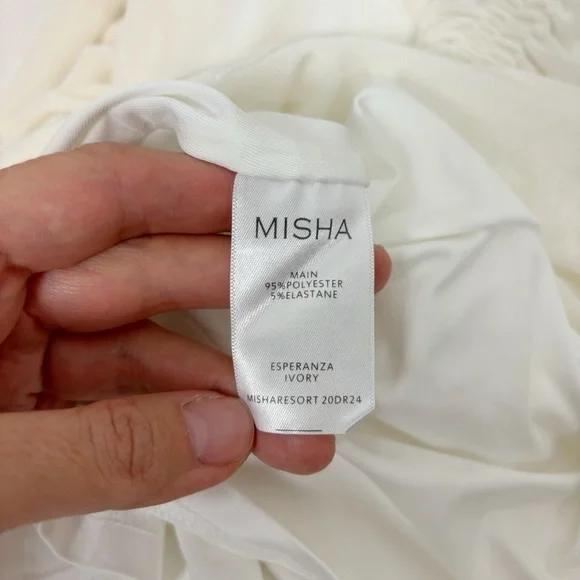 MISHA
MAIN
95%POLYESTER
5%ELASTANE
ESPERANZA
IVORY
MISHARESORT 20DR24